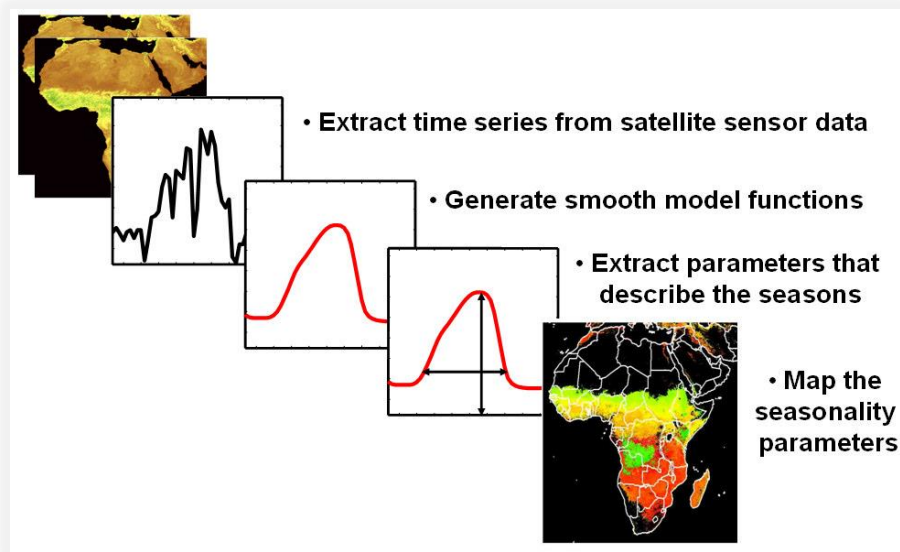 • Extract time series from satellite sensor data
• Generate smooth model functions
• Extract parameters that
describe the seasons
• Map the
seasonality
parameters